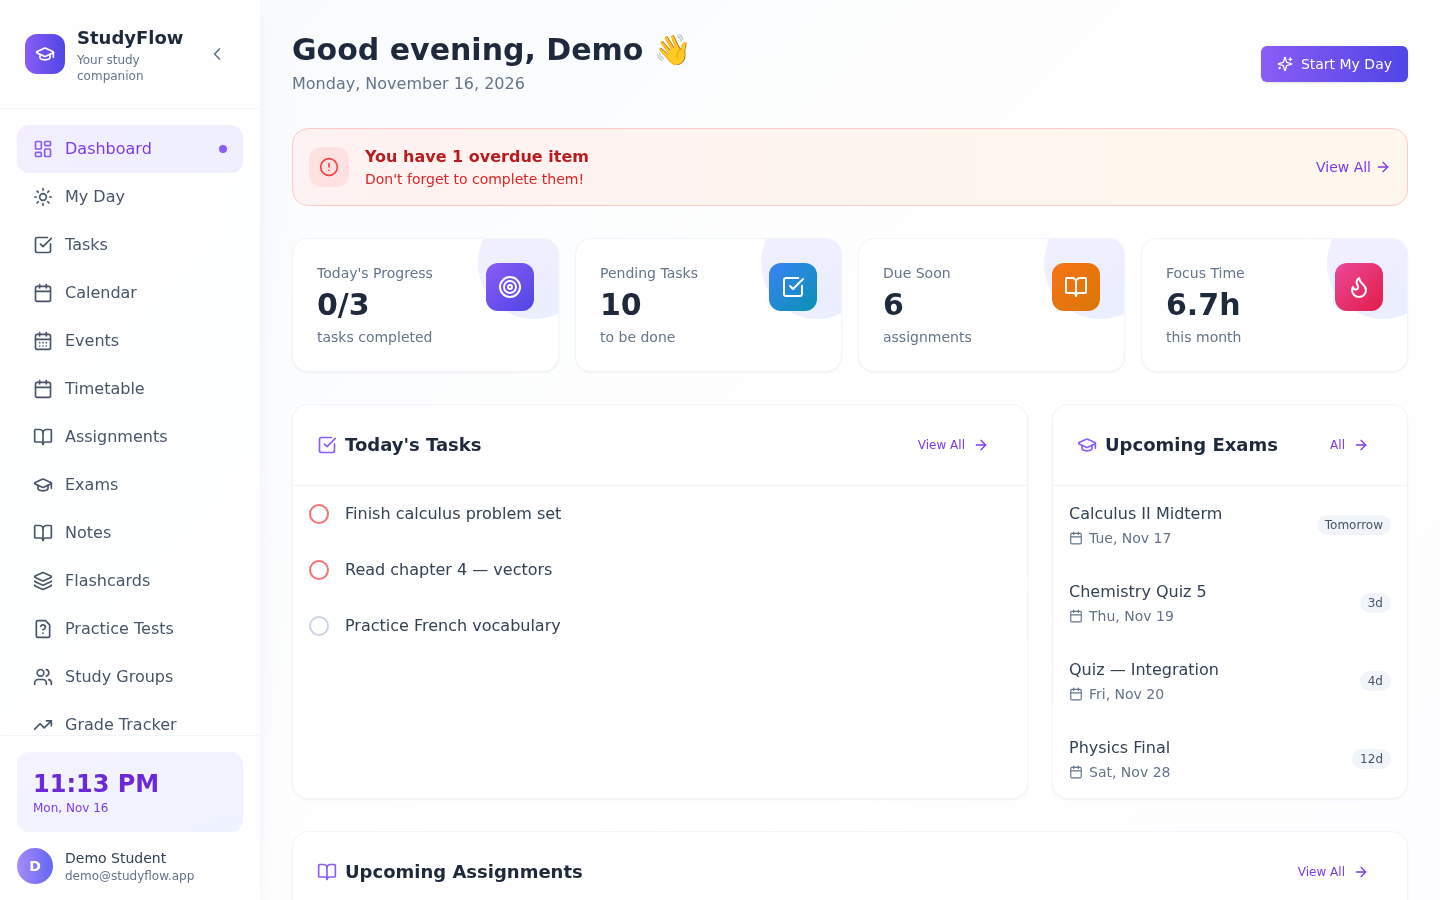 StudyFlow
Your study
companion
Dashboard
My Day
Tasks
Calendar
Events
Timetable
Assignments
Exams
Notes
Flashcards
Practice Tests
Study Groups
Grade Tracker
11:13 PM
Mon, Nov 16
D
Demo Student
demo@studyflow.app
Good evening, Demo 👋
Monday, November 16, 2026
Start My Day
You have 1 overdue item
Don't forget to complete them!
View All
Today's Progress
0/3
tasks completed
Pending Tasks
10
to be done
Due Soon
6
assignments
Focus Time
6.7h
this month
Today's Tasks
View All
Finish calculus problem set
Read chapter 4 — vectors
Practice French vocabulary
Upcoming Exams
All
Calculus II Midterm
Tue, Nov 17
Tomorrow
Chemistry Quiz 5
Thu, Nov 19
3d
Quiz — Integration
Fri, Nov 20
4d
Physics Final
Sat, Nov 28
12d
Upcoming Assignments
View All